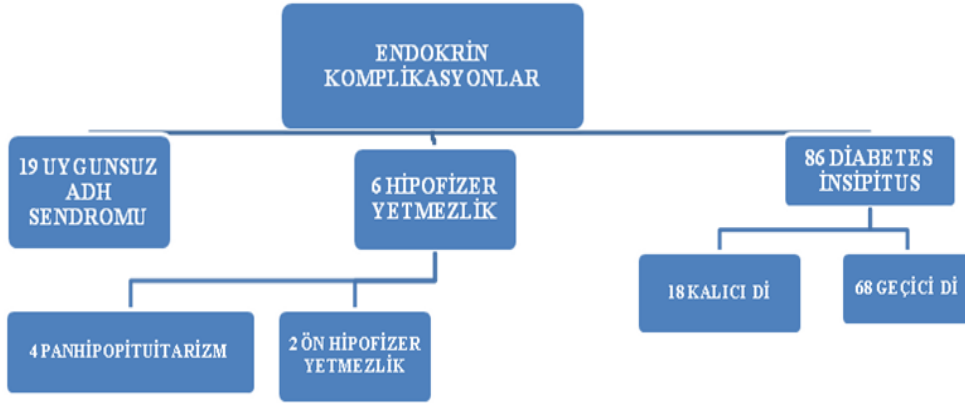 ENDOKRİN
KOMPLİKASYONLAR
19 UYGUNSUZ
ADH
SENDROMU
6 HİPOFİZER
YETMEZLİK
86 DİABETES
İNSİPİTUS
4 PANHİPOPİTUİTARİZM
2 ÖN HİPOFİZER
YETMEZLİK
18 KALICI Dİ
68 GEÇİCİ Dİ